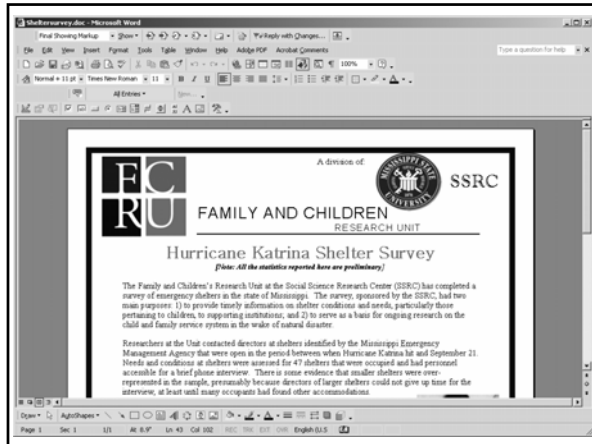 Sheltersurvey.doc - Microsoft Word
Final Showing Markup Show Reply with Changes...
File Edit View Insert Format Tools Table Window Help Adobe PDF Acrobat Comments Type a question for help
100%
Normal + 11 pt Times New Roman 11 B I U
All Entries
FC
RU
A division of:
MISSISSIPPI STATE UNIVERSITY
SSRC
FAMILY AND CHILDREN
RESEARCH UNIT
Hurricane Katrina Shelter Survey
[Note: All the statistics reported here are preliminary]
The Family and Children's Research Unit at the Social Science Research Center (SSRC) has completed a
survey of emergency shelters in the state of Mississippi. The survey, sponsored by the SSRC, had two
main purposes: 1) to provide timely information on shelter conditions and needs, particularly those
pertaining to children, to supporting institutions; and 2) to serve as a basis for ongoing research on the
child and family service system in the wake of natural disaster.
Researchers at the Unit contacted directors at shelters identified by the Mississippi Emergency
Management Agency that were open in the period between when Hurricane Katrina hit and September 21.
Needs and conditions at shelters were assessed for 47 shelters that were occupied and had personnel
accessible for a brief phone interview. There is some evidence that smaller shelters were over-
represented in the sample, presumably because directors of larger shelters could not give up time for the
interview, at least until many occupants had found other accommodations.
Draw AutoShapes
Page 1 Sec 1 1/1 At 8.9" Ln 43 Col 102 REC TRK EXT OVR English (U.S